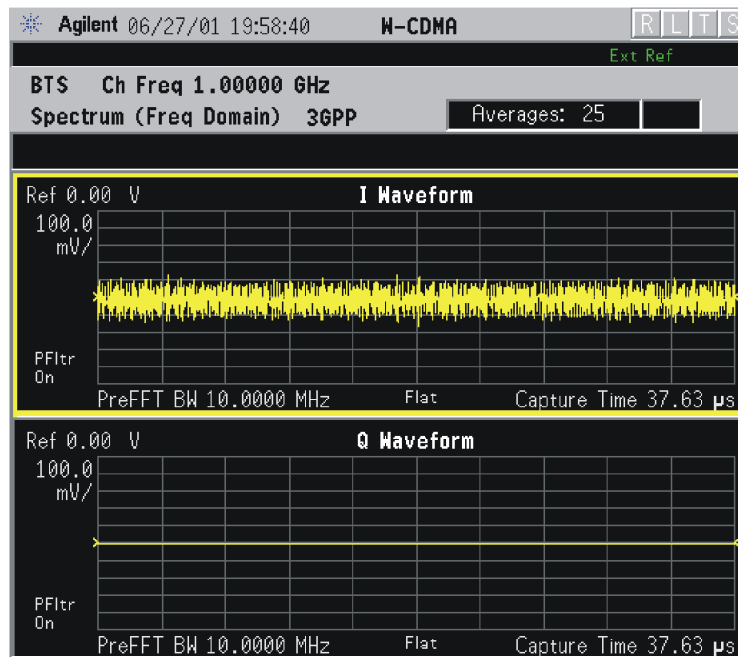 Agilent 06/27/01 19:58:40 W-CDMA R L T S
Ext Ref
BTS Ch Freq 1.00000 GHz
Spectrum (Freq Domain) 3GPP Averages: 25
Ref 0.00 V I Waveform
100.0
mV/
PFltr
On
PreFFT BW 10.0000 MHz Flat Capture Time 37.63 µs
Ref 0.00 V Q Waveform
100.0
mV/
PFltr
On
PreFFT BW 10.0000 MHz Flat Capture Time 37.63 µs